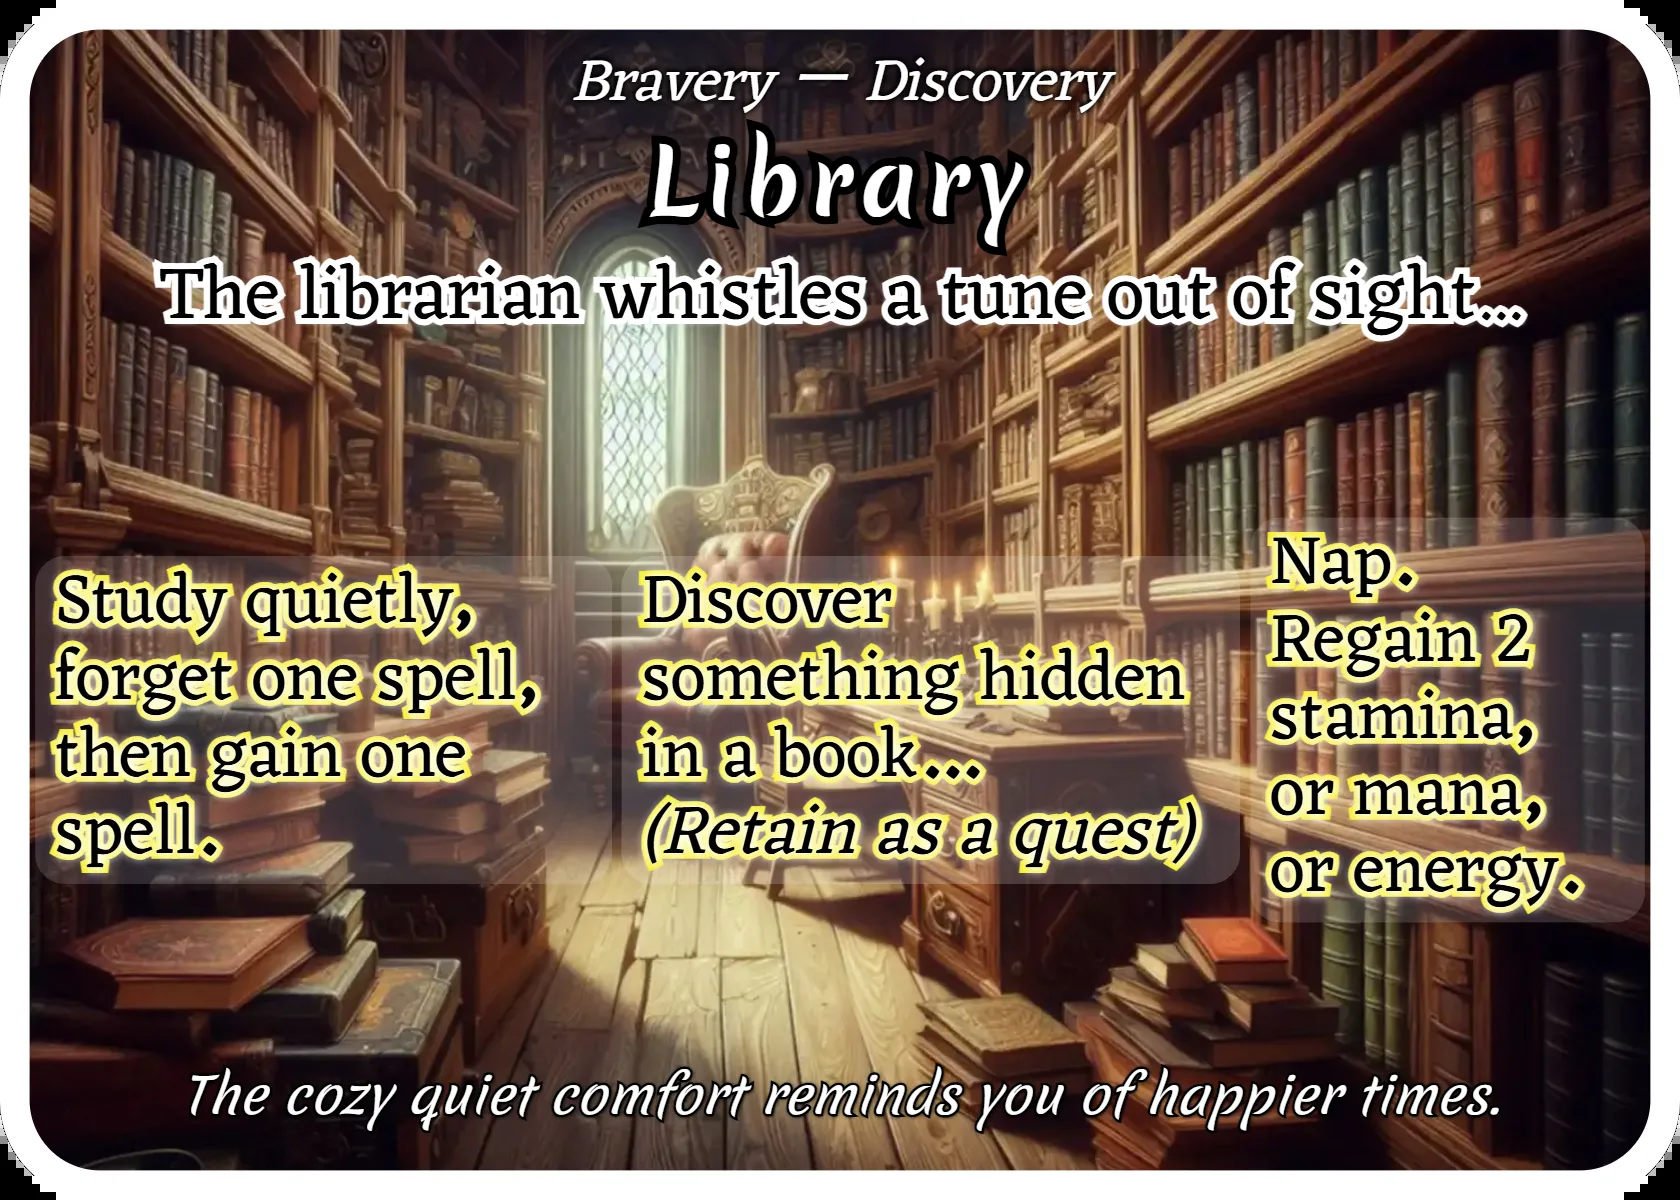 Bravery — Discovery
Library
The librarian whistles a tune out of sight...
Study quietly,
forget one spell,
then gain one
spell.
Discover
something hidden
in a book...
(Retain as a quest)
Nap.
Regain 2
stamina,
or mana,
or energy.
The cozy quiet comfort reminds you of happier times.